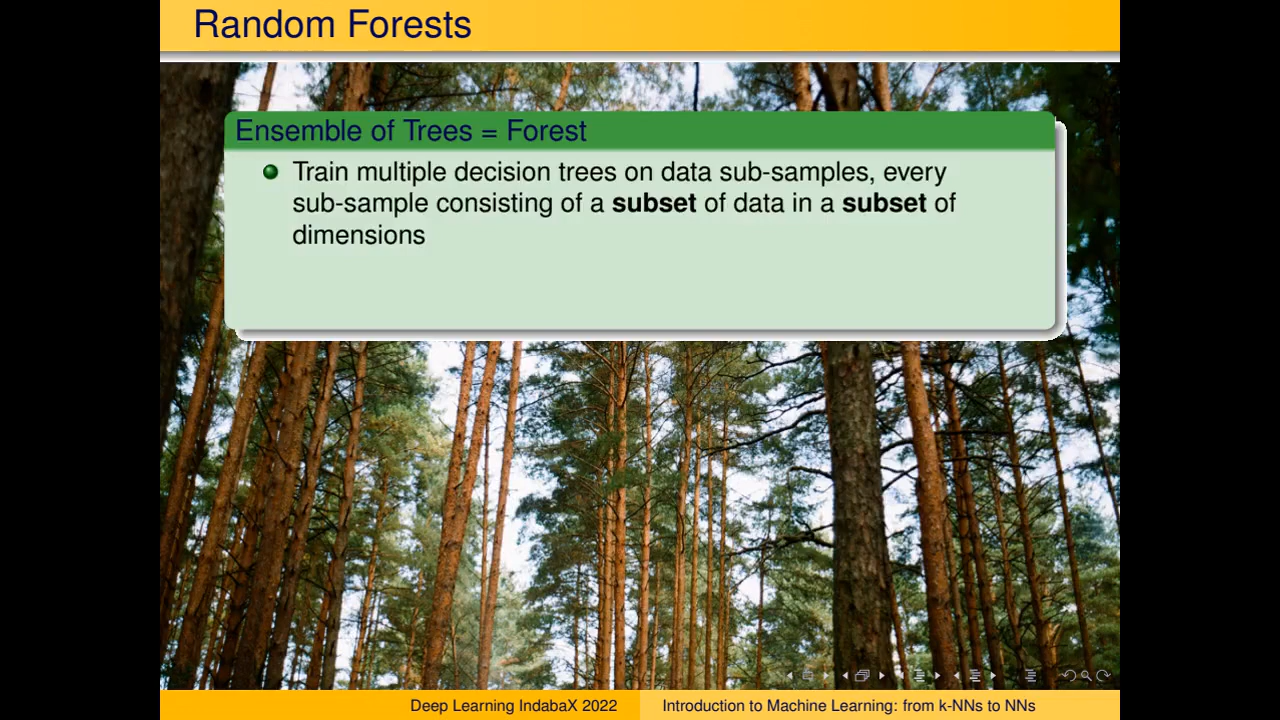 Random Forests
Ensemble of Trees = Forest
Train multiple decision trees on data sub-samples, every
sub-sample consisting of a subset of data in a subset of
dimensions
Deep Learning IndabaX 2022
Introduction to Machine Learning: from k-NNs to NNs